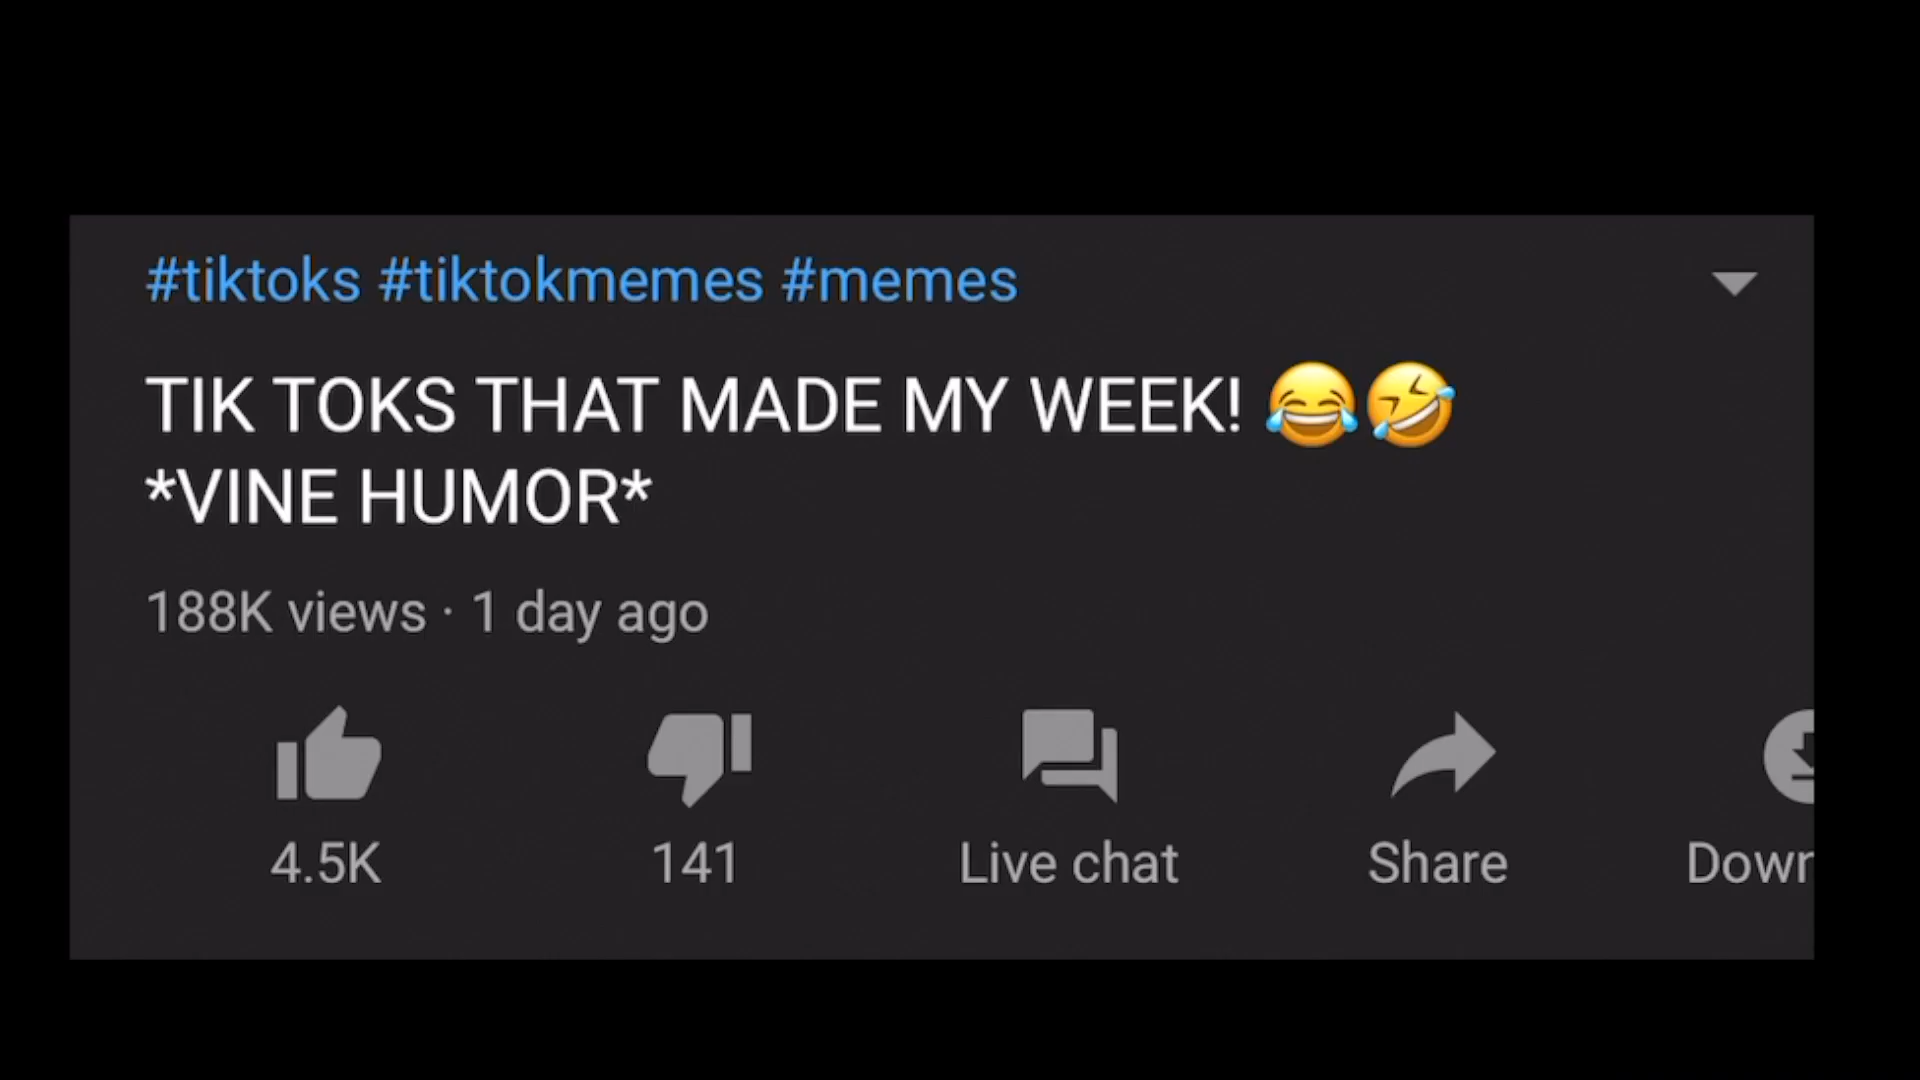 #tiktoks #tiktokmemes #memes
TIK TOKS THAT MADE MY WEEK! 😂🤣
*VINE HUMOR*
188K views · 1 day ago
4.5K 141 Live chat Share Down